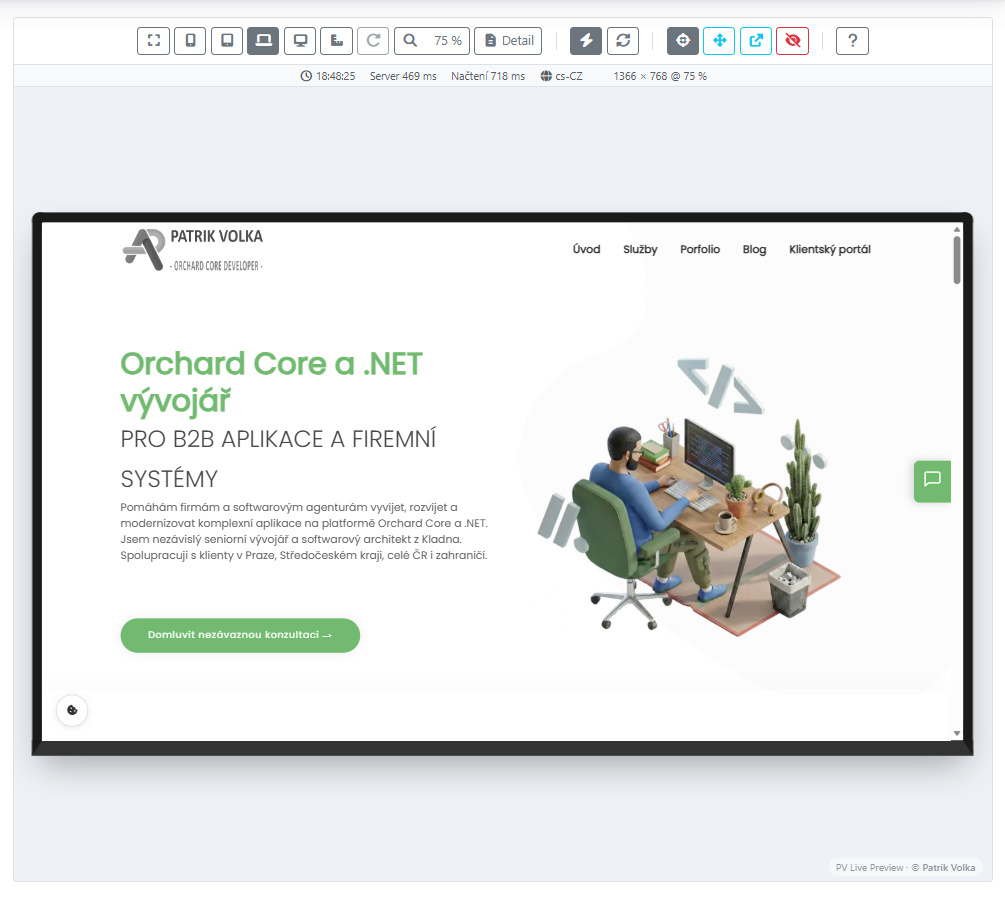 75 %
Detail
?
18:48:25 Server 469 ms Načtení 718 ms cs-CZ 1366 × 768 @ 75 %
PATRIK VOLKA
- ORCHARD CORE DEVELOPER -
Úvod Služby Porfolio Blog Klientský portál
Orchard Core a .NET
vývojář
PRO B2B APLIKACE A FIREMNÍ
SYSTÉMY
Pomáhám firmám a softwarovým agenturám vyvíjet, rozvíjet a
modernizovat komplexní aplikace na platformě Orchard Core a .NET.
Jsem nezávislý seniorní vývojář a softwarový architekt z Kladna.
Spolupracuji s klienty v Praze, Středočeském kraji, celé ČR i zahraničí.
Domluvit nezávaznou konzultaci →
PV Live Preview · © Patrik Volka